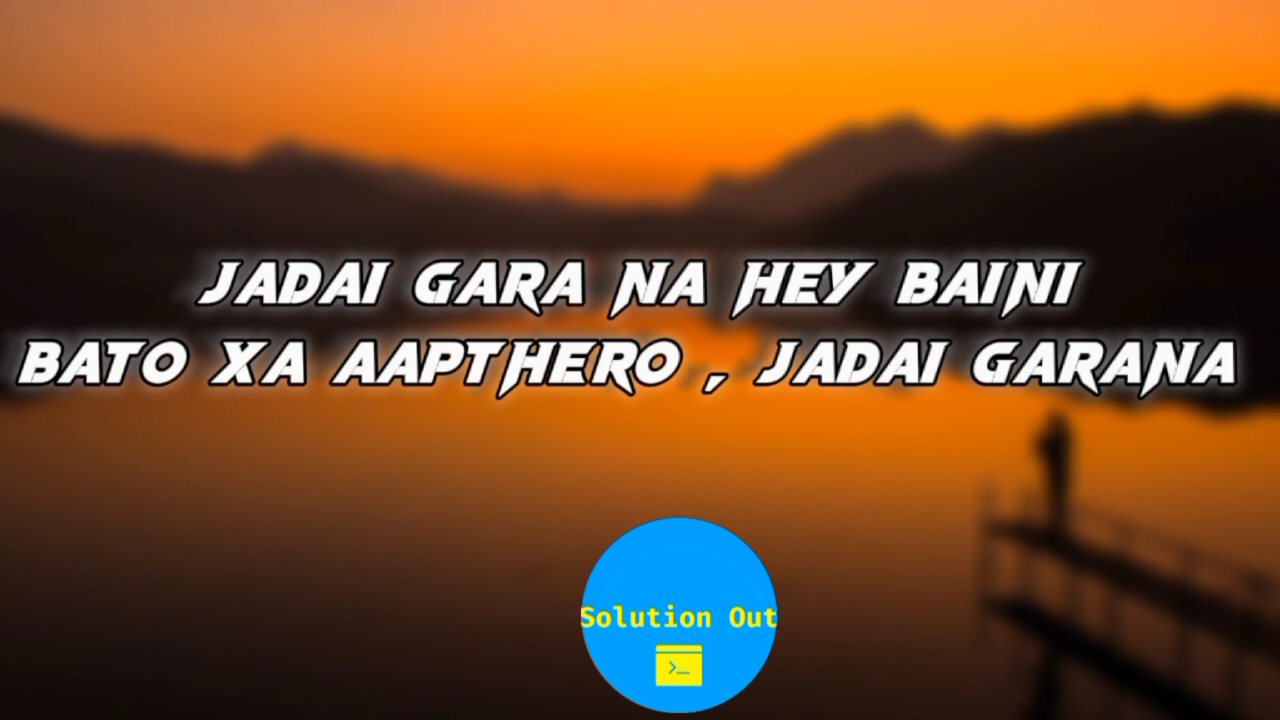 JADAI GARA NA HEY BAINI
BATO XA AAPTHERO , JADAI GARANA
Solution Out
>_